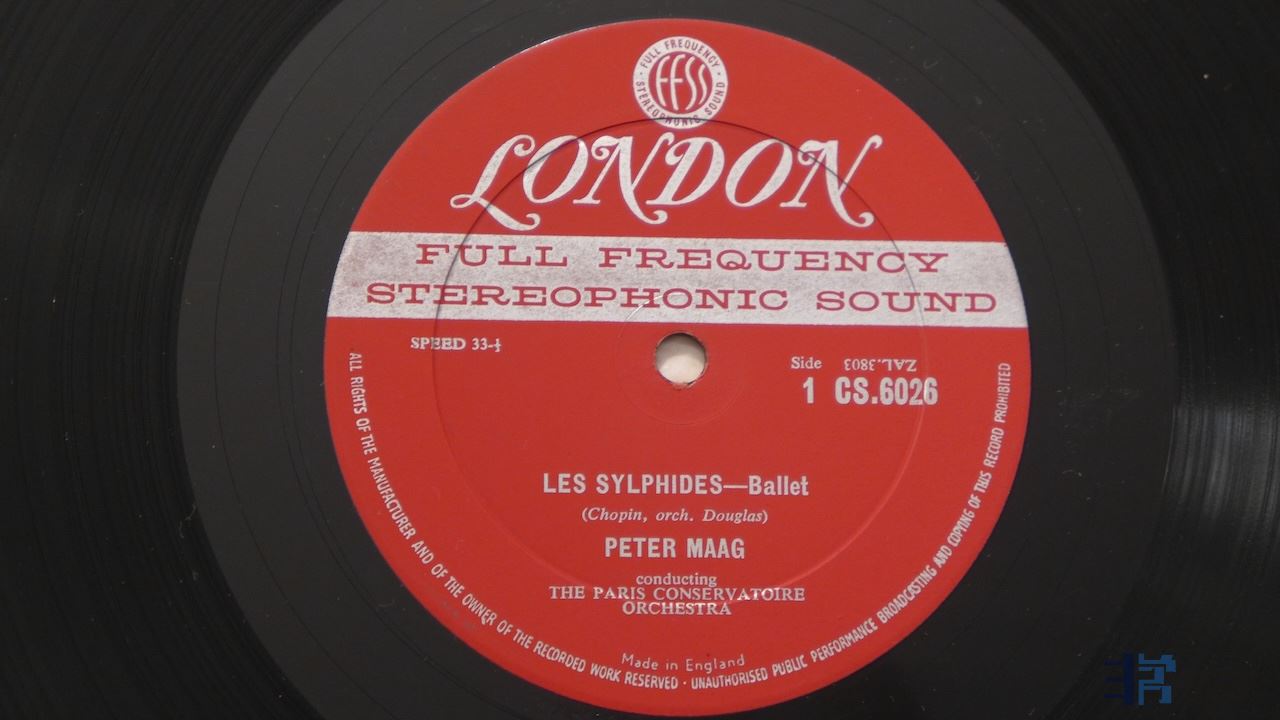 FULL FREQUENCY
FFSS
STEREOPHONIC SOUND
LONDON
FULL FREQUENCY
STEREOPHONIC SOUND
SPEED 33-⅓
Side ZAL.3803
1 CS.6026
LES SYLPHIDES—Ballet
(Chopin, orch. Douglas)
PETER MAAG
conducting
THE PARIS CONSERVATOIRE
ORCHESTRA
Made in England
ALL RIGHTS OF THE MANUFACTURER AND OF THE OWNER OF THE RECORDED WORK RESERVED · UNAUTHORISED PUBLIC PERFORMANCE BROADCASTING AND COPYING OF THIS RECORD PROHIBITED